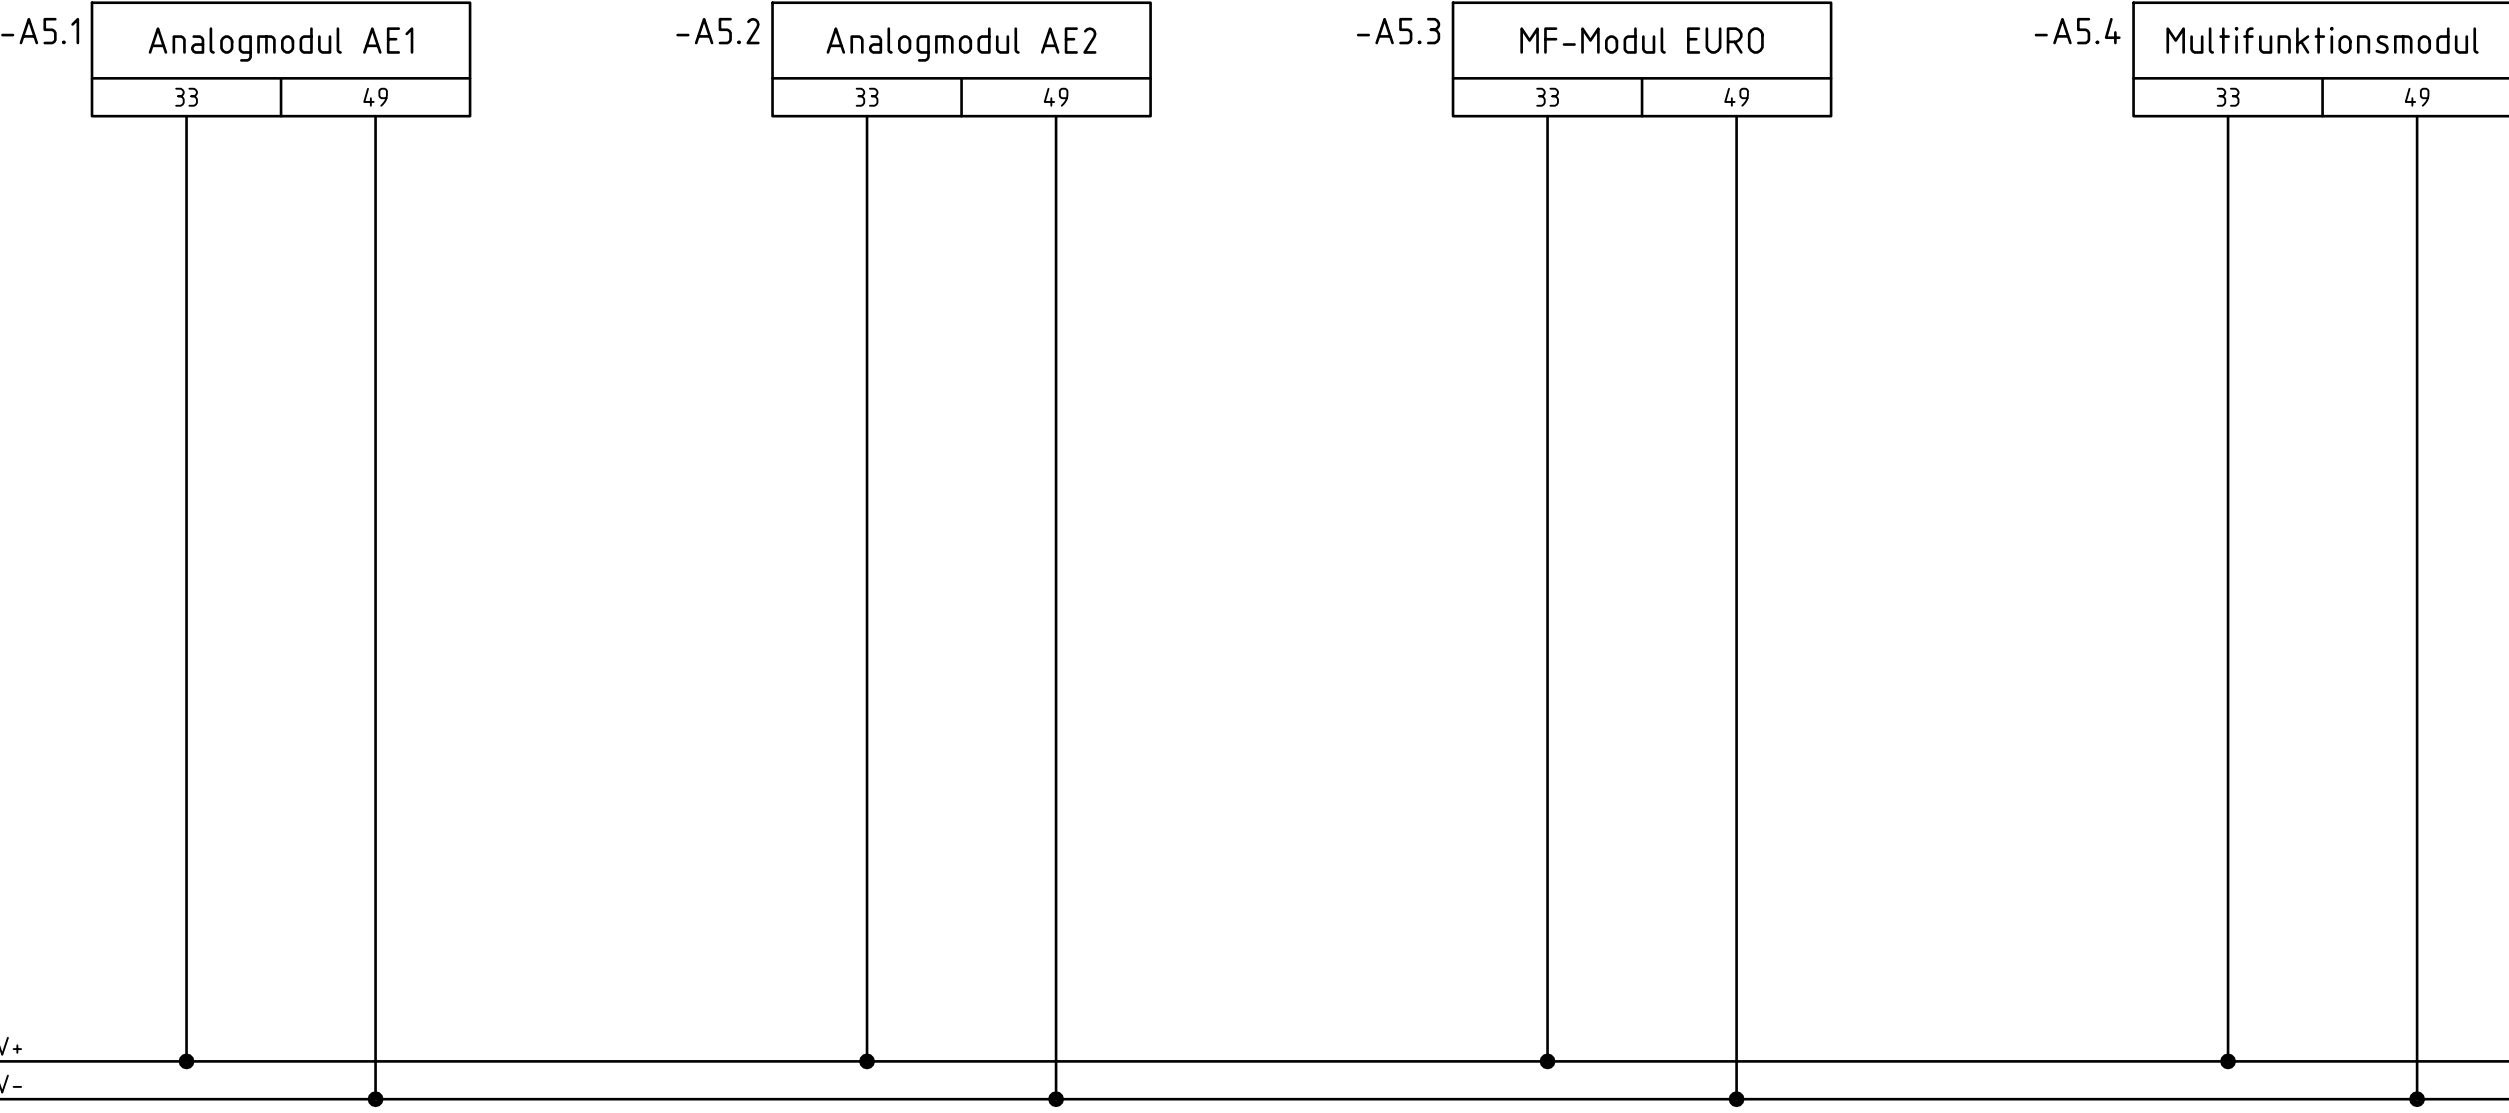 -A5.1 Analogmodul AE1 -A5.2 Analogmodul AE2 -A5.3 MF-Modul EURO -A5.4 Multifunktionsmodul
33 49 33 49 33 49 33 49
V+
V-